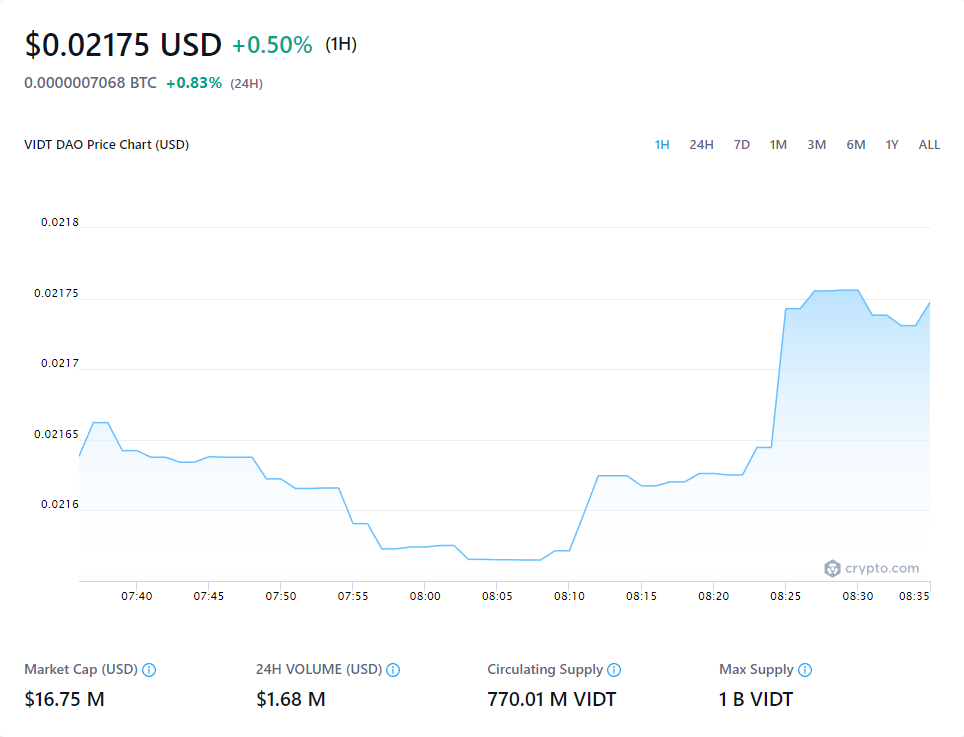 $0.02175 USD +0.50% (1H)
0.0000007068 BTC +0.83% (24H)
VIDT DAO Price Chart (USD) 1H 24H 7D 1M 3M 6M 1Y ALL
0.0218
0.02175
0.0217
0.02165
0.0216
crypto.com
07:40 07:45 07:50 07:55 08:00 08:05 08:10 08:15 08:20 08:25 08:30 08:35
Market Cap (USD) 24H VOLUME (USD) Circulating Supply Max Supply
$16.75 M $1.68 M 770.01 M VIDT 1 B VIDT